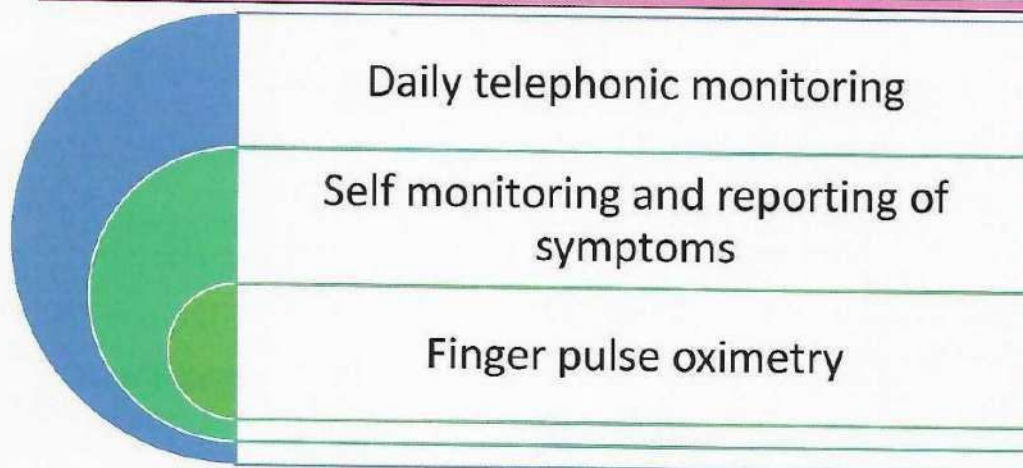 Daily telephonic monitoring
Self monitoring and reporting of
symptoms
Finger pulse oximetry